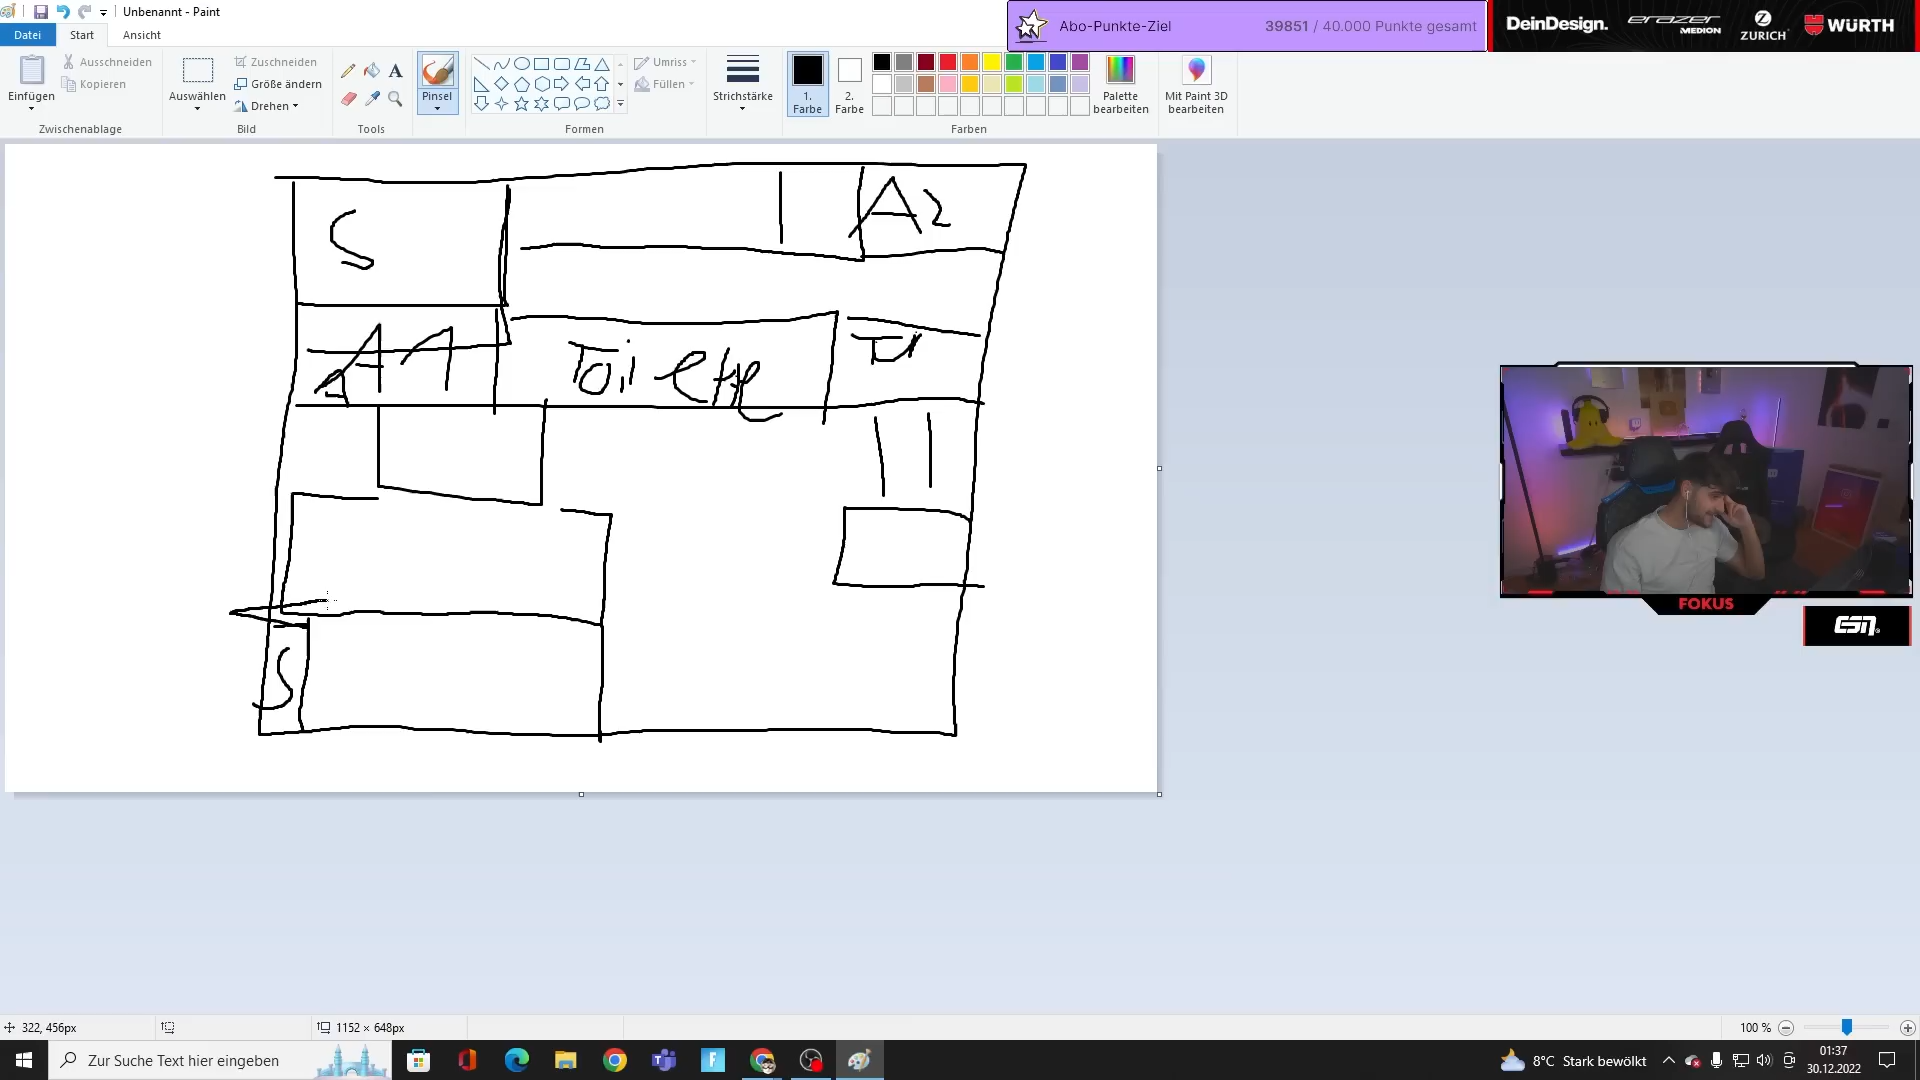 Unbenannt - Paint
Abo-Punkte-Ziel 39851 / 40.000 Punkte gesamt
DeinDesign. erazer MEDION ZURICH WÜRTH
Datei Start Ansicht
Einfügen Ausschneiden Kopieren
Auswählen Zuschneiden Größe ändern Drehen
Pinsel
Umriss Füllen
Strichstärke
1. Farbe
2. Farbe
Palette bearbeiten
Mit Paint 3D bearbeiten
Zwischenablage Bild Tools Formen Farben
S
A2
A1
Toilette
S
FOKUS
ESN
322, 456px
1152 × 648px
100 %
Zur Suche Text hier eingeben
8°C Stark bewölkt
01:37
30.12.2022